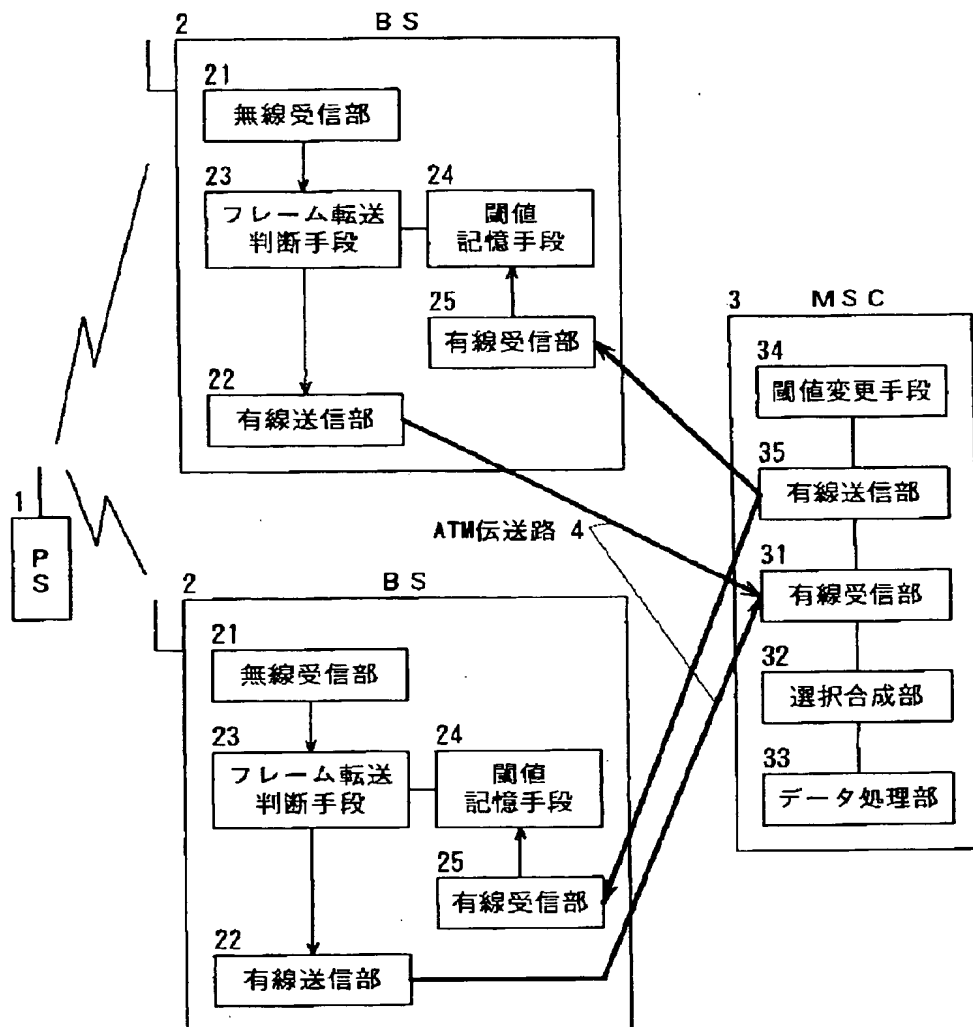 2 BS
21
無線受信部
23
フレーム転送
判断手段
24
閾値
記憶手段
25
有線受信部
22
有線送信部
1
PS
ATM伝送路 4
3 MSC
34
閾値変更手段
35
有線送信部
31
有線受信部
32
選択合成部
33
データ処理部
2 BS
21
無線受信部
23
フレーム転送
判断手段
24
閾値
記憶手段
25
有線受信部
22
有線送信部